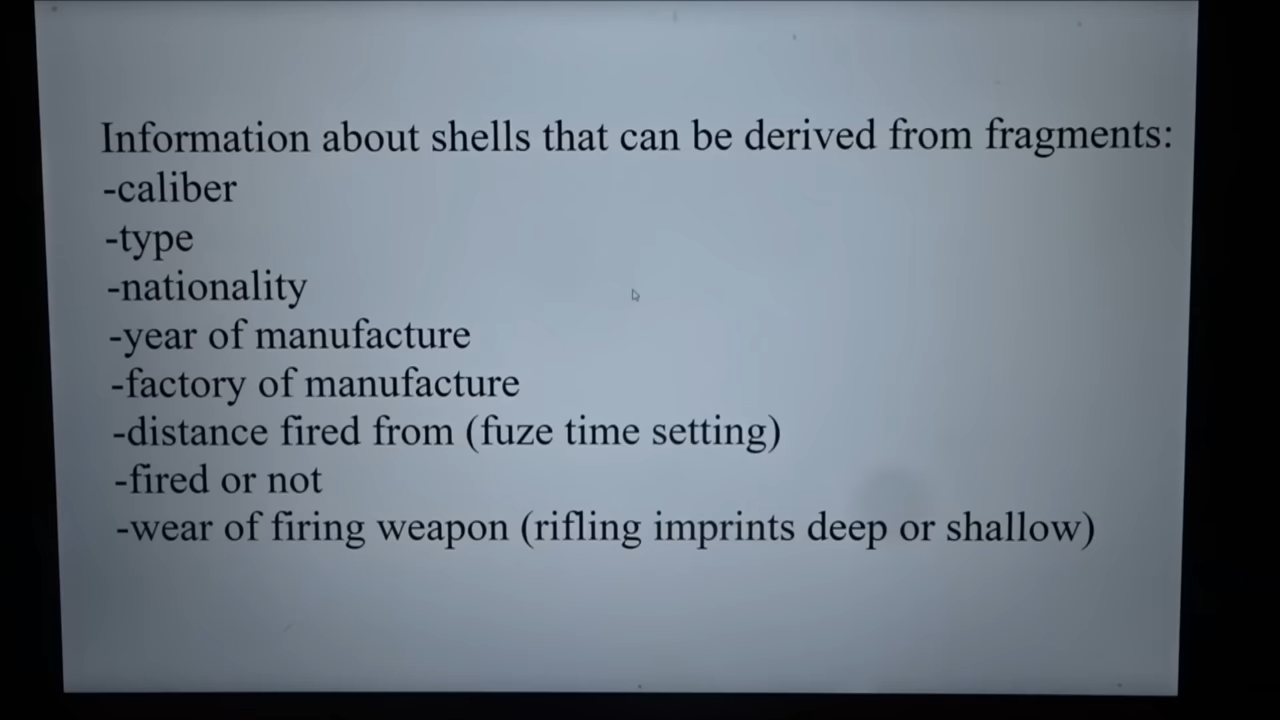 Information about shells that can be derived from fragments:
-caliber
-type
-nationality
-year of manufacture
-factory of manufacture
-distance fired from (fuze time setting)
-fired or not
-wear of firing weapon (rifling imprints deep or shallow)